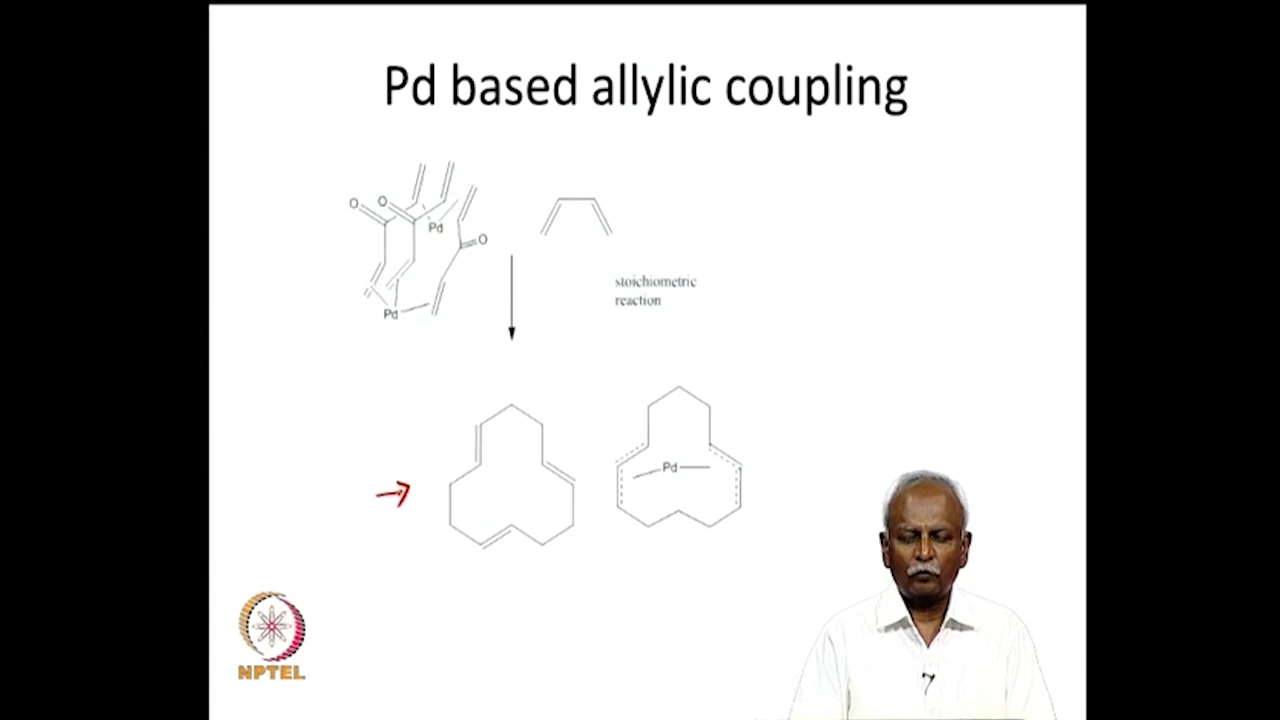 Pd based allylic coupling
O
O
Pd
O
Pd
stoichiometric
reaction
Pd
NPTEL